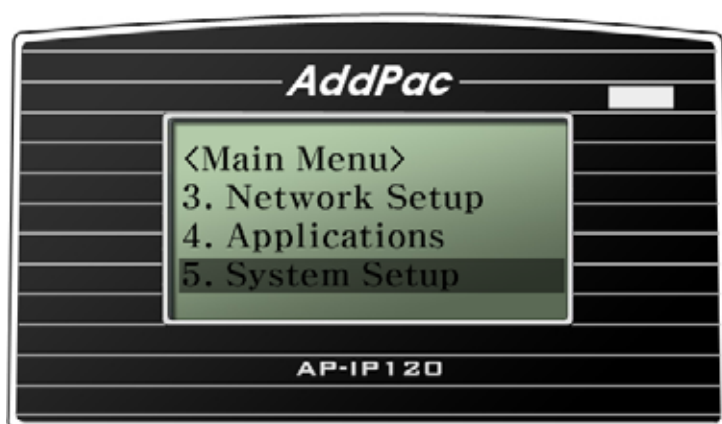 AddPac
<Main Menu>
3. Network Setup
4. Applications
5. System Setup
AP-IP120